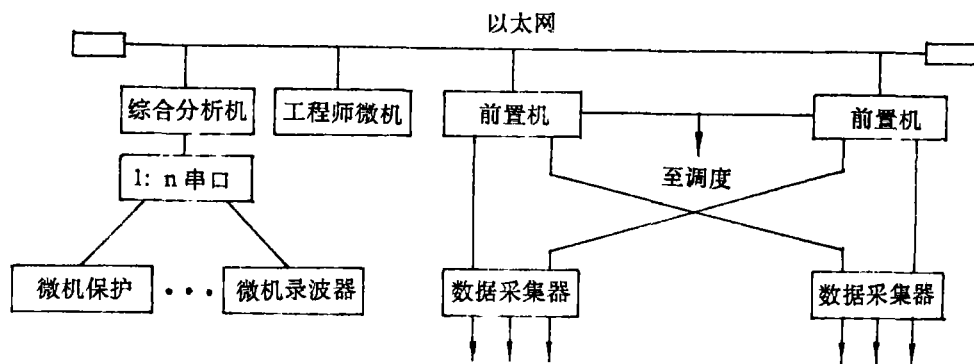 以太网
综合分析机
工程师微机
前置机
前置机
1: n 串口
至调度
微机保护
···
微机录波器
数据采集器
数据采集器